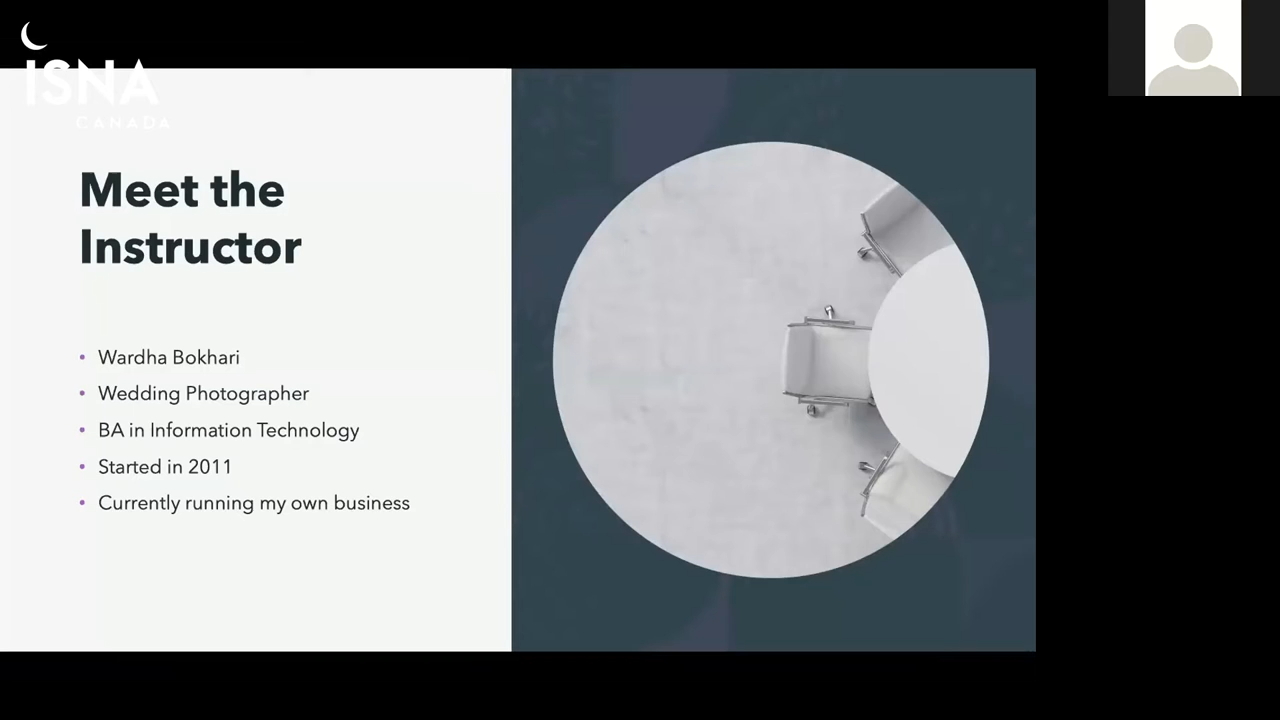 ISNA
CANADA
Meet the
Instructor
• Wardha Bokhari
• Wedding Photographer
• BA in Information Technology
• Started in 2011
• Currently running my own business